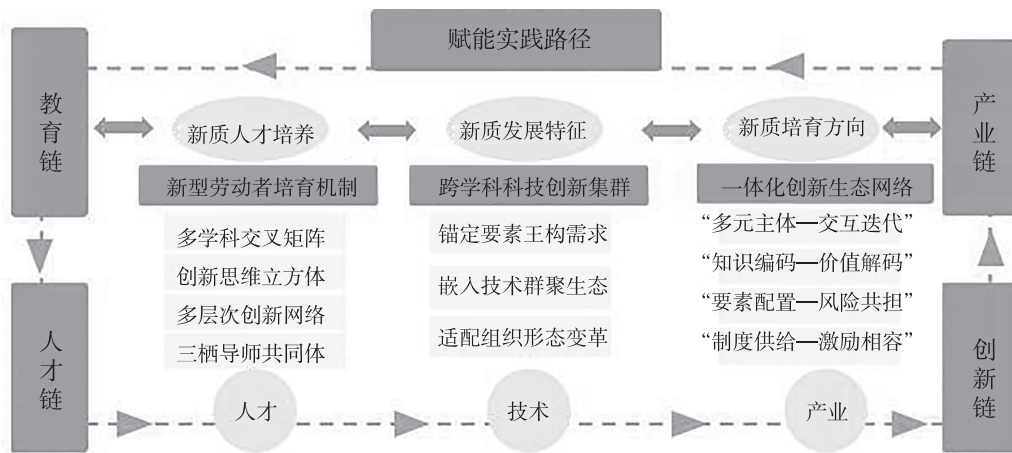 赋能实践路径
教育链
产业链
新质人才培养
新质发展特征
新质培育方向
新型劳动者培育机制
跨学科科技创新集群
一体化创新生态网络
多学科交叉矩阵
创新思维立方体
多层次创新网络
三栖导师共同体
锚定要素王构需求
嵌入技术群聚生态
适配组织形态变革
“多元主体—交互迭代”
“知识编码—价值解码”
“要素配置—风险共担”
“制度供给—激励相容”
人才链
创新链
人才
技术
产业